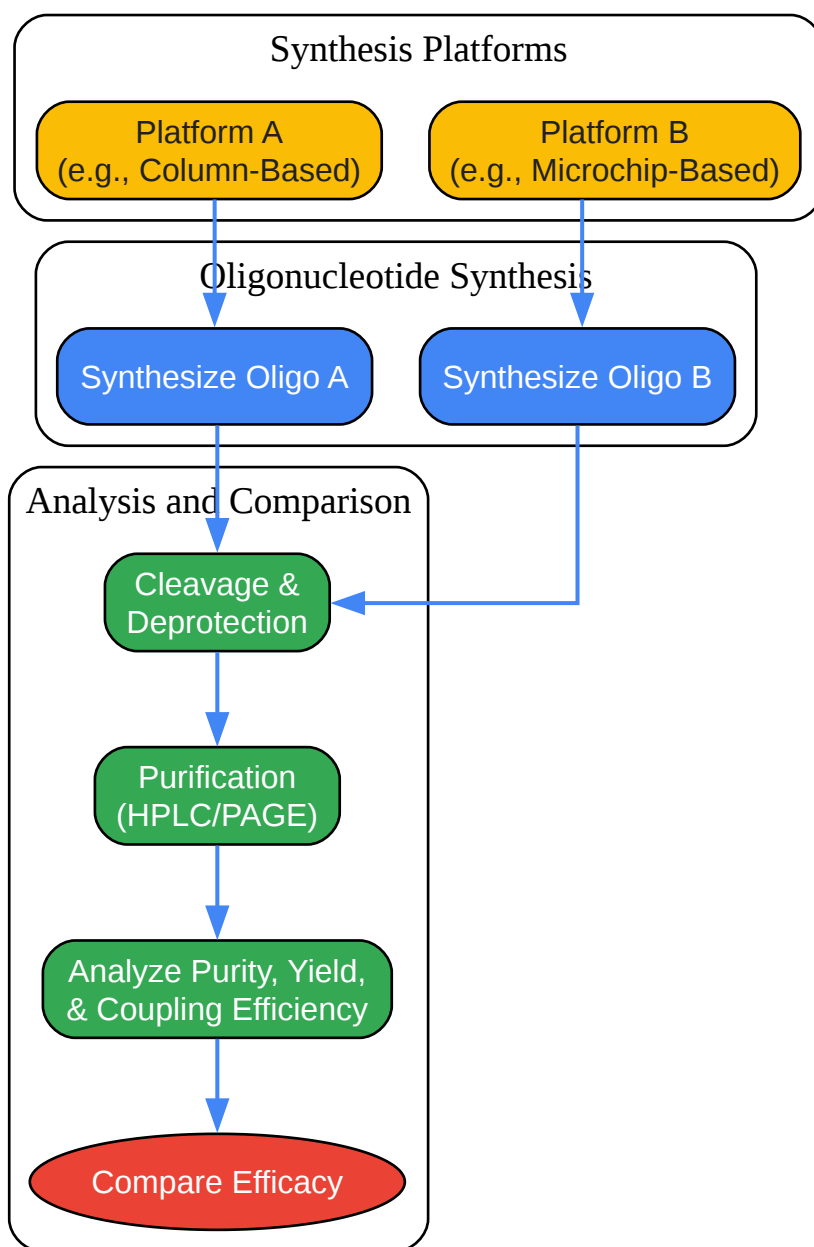 Synthesis Platforms
Platform A
(e.g., Column-Based)
Platform B
(e.g., Microchip-Based)
Oligonucleotide Synthesis
Synthesize Oligo A
Synthesize Oligo B
Analysis and Comparison
Cleavage &
Deprotection
Purification
(HPLC/PAGE)
Analyze Purity, Yield,
& Coupling Efficiency
Compare Efficacy